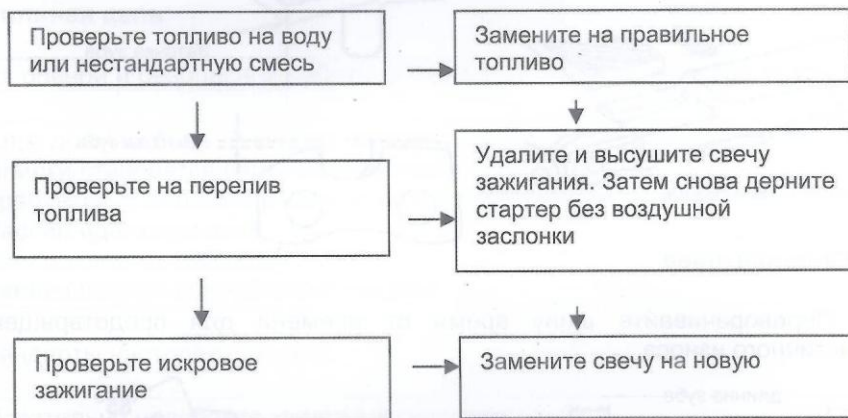 Проверьте топливо на воду
или нестандартную смесь
Замените на правильное
топливо
Проверьте на перелив
топлива
Удалите и высушите свечу
зажигания. Затем снова дерните
стартер без воздушной
заслонки
Проверьте искровое
зажигание
Замените свечу на новую